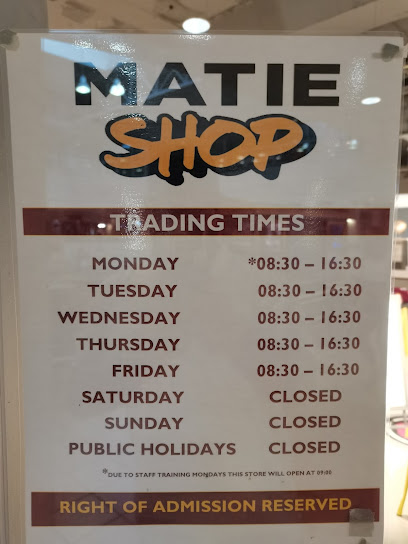 MATIE
SHOP
TRADING TIMES
MONDAY *08:30 – 16:30
TUESDAY 08:30 – 16:30
WEDNESDAY 08:30 – 16:30
THURSDAY 08:30 – 16:30
FRIDAY 08:30 – 16:30
SATURDAY CLOSED
SUNDAY CLOSED
PUBLIC HOLIDAYS CLOSED
*DUE TO STAFF TRAINING MONDAYS THIS STORE WILL OPEN AT 09:00
RIGHT OF ADMISSION RESERVED